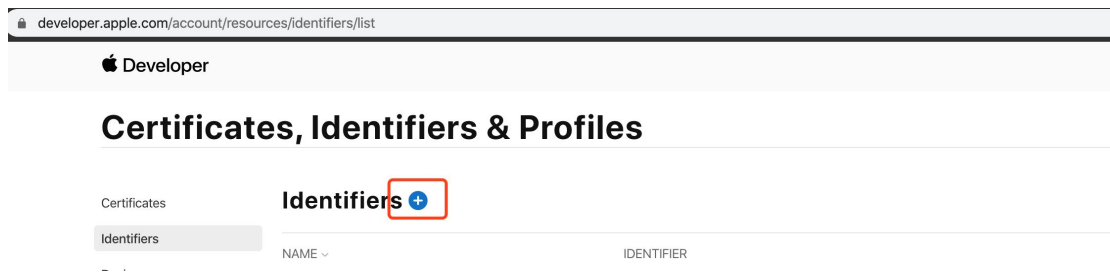 developer.apple.com/account/resources/identifiers/list
Developer
Certificates, Identifiers & Profiles
Certificates
Identifiers
Identifiers
NAME
IDENTIFIER